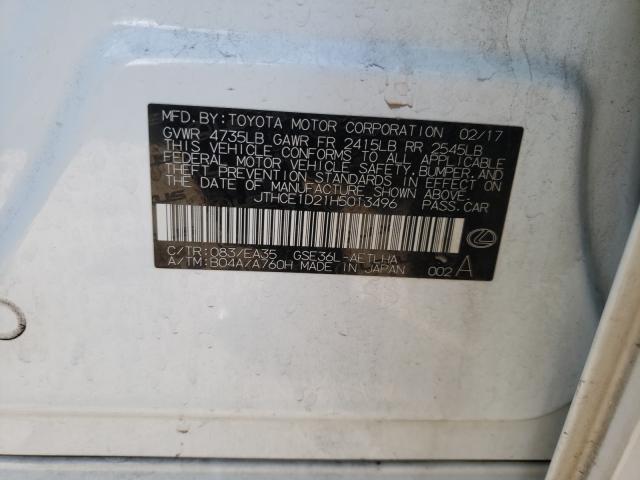 MFD.BY:TOYOTA MOTOR CORPORATION 02/17
GVWR 4735LB GAWR FR 2415LB RR 2545LB
THIS VEHICLE CONFORMS TO ALL APPLICABLE
FEDERAL MOTOR VEHICLE SAFETY,BUMPER,AND
THEFT PREVENTION STANDARDS IN EFFECT ON
THE DATE OF MANUFACTURE SHOWN ABOVE.
JTHCE1D21H5013496 PASS.CAR
C/TR:083/EA35 GSE36L-AETLHA
A/TM:B04A/A760H MADE IN JAPAN 002 A